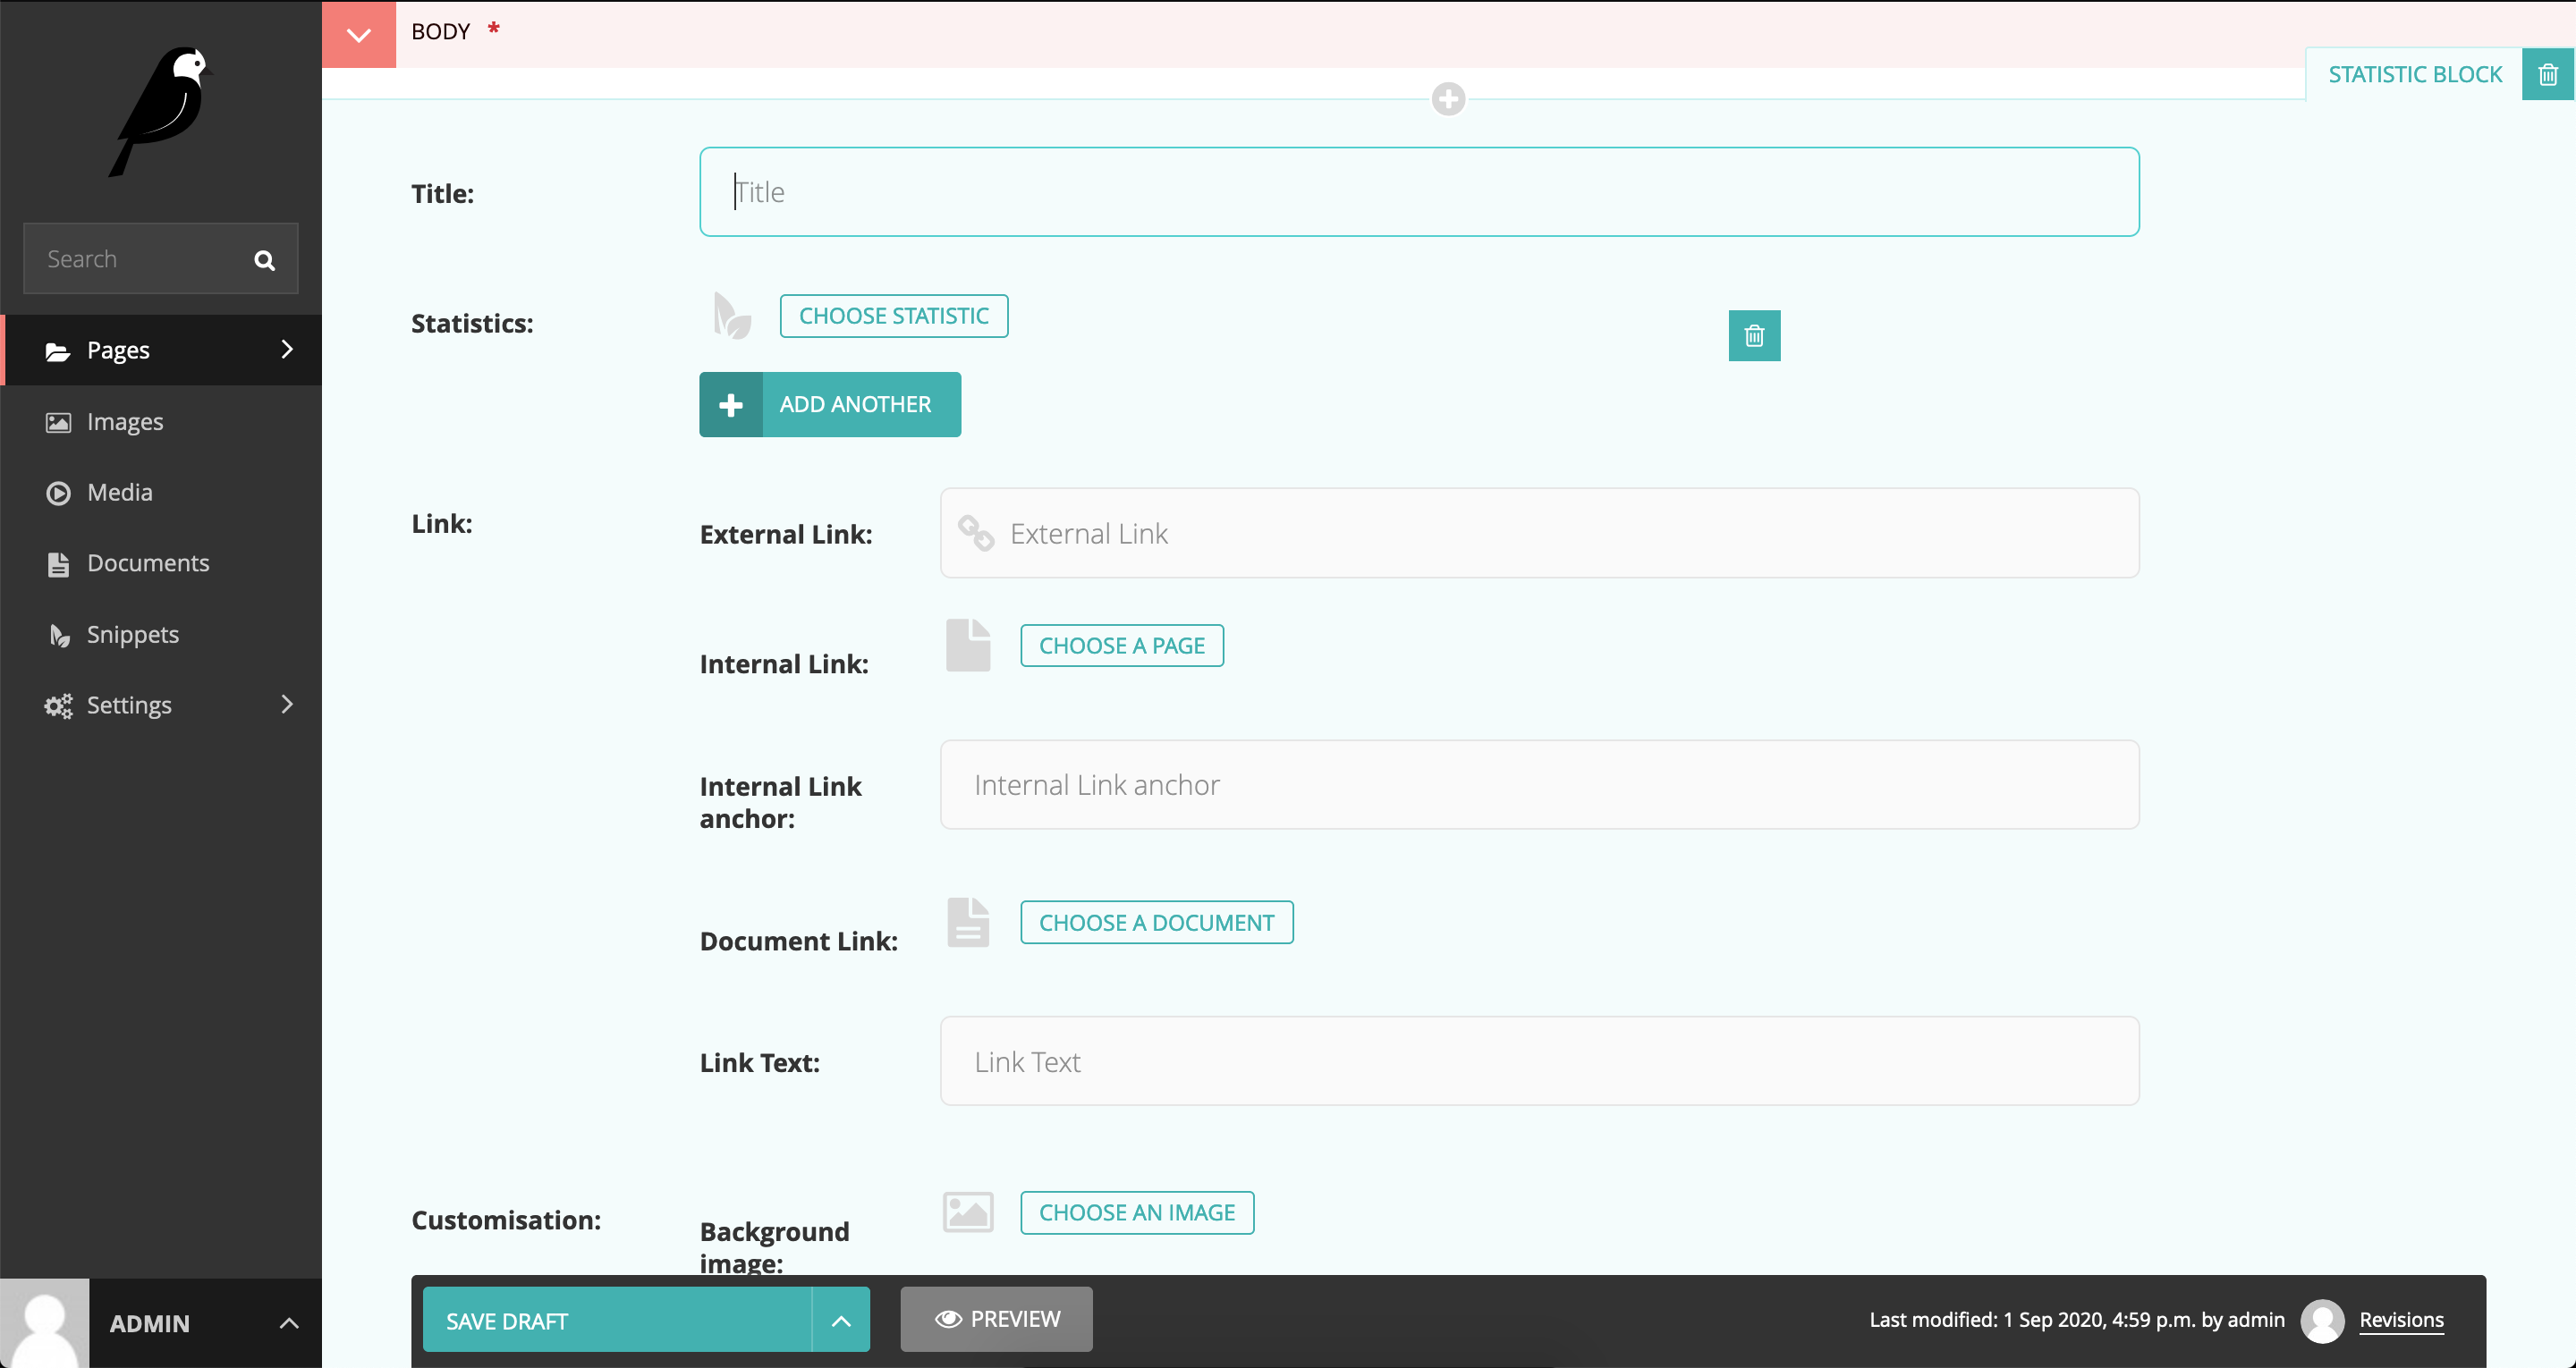 BODY *
STATISTIC BLOCK
Title:
Title
Search
Statistics:
CHOOSE STATISTIC
Pages
ADD ANOTHER
Images
Media
Link:
External Link:
External Link
Documents
Snippets
Internal Link:
CHOOSE A PAGE
Settings
Internal Link
anchor:
Internal Link anchor
Document Link:
CHOOSE A DOCUMENT
Link Text:
Link Text
Customisation:
Background
image:
CHOOSE AN IMAGE
ADMIN
SAVE DRAFT
PREVIEW
Last modified: 1 Sep 2020, 4:59 p.m. by admin
Revisions